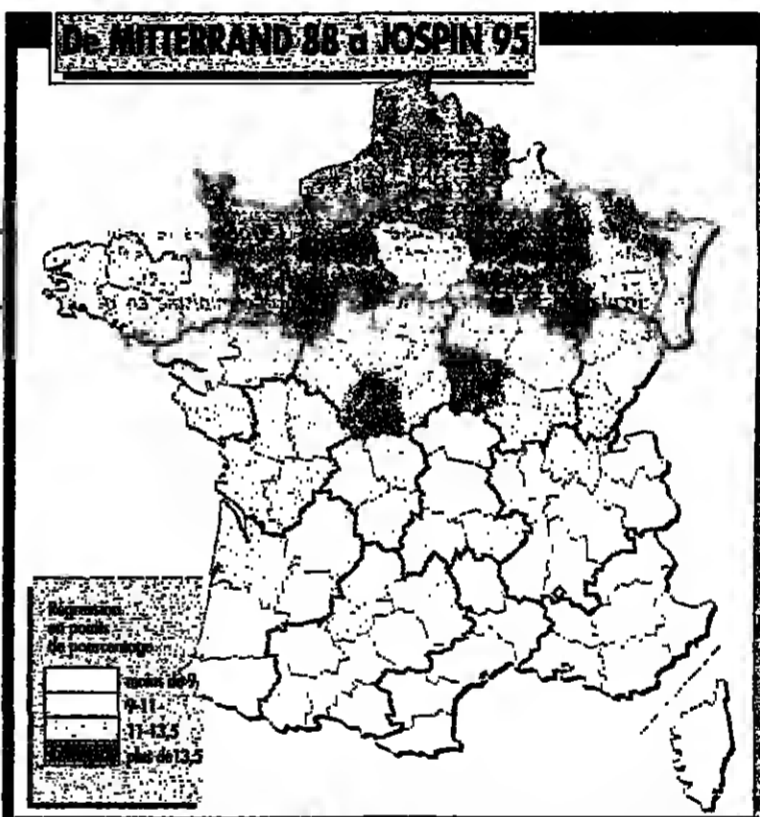 De MITTERRAND 88 à JOSPIN 95
Régression
en points
de pourcentage
moins de 9
9-11
11-13,5
plus de 13,5